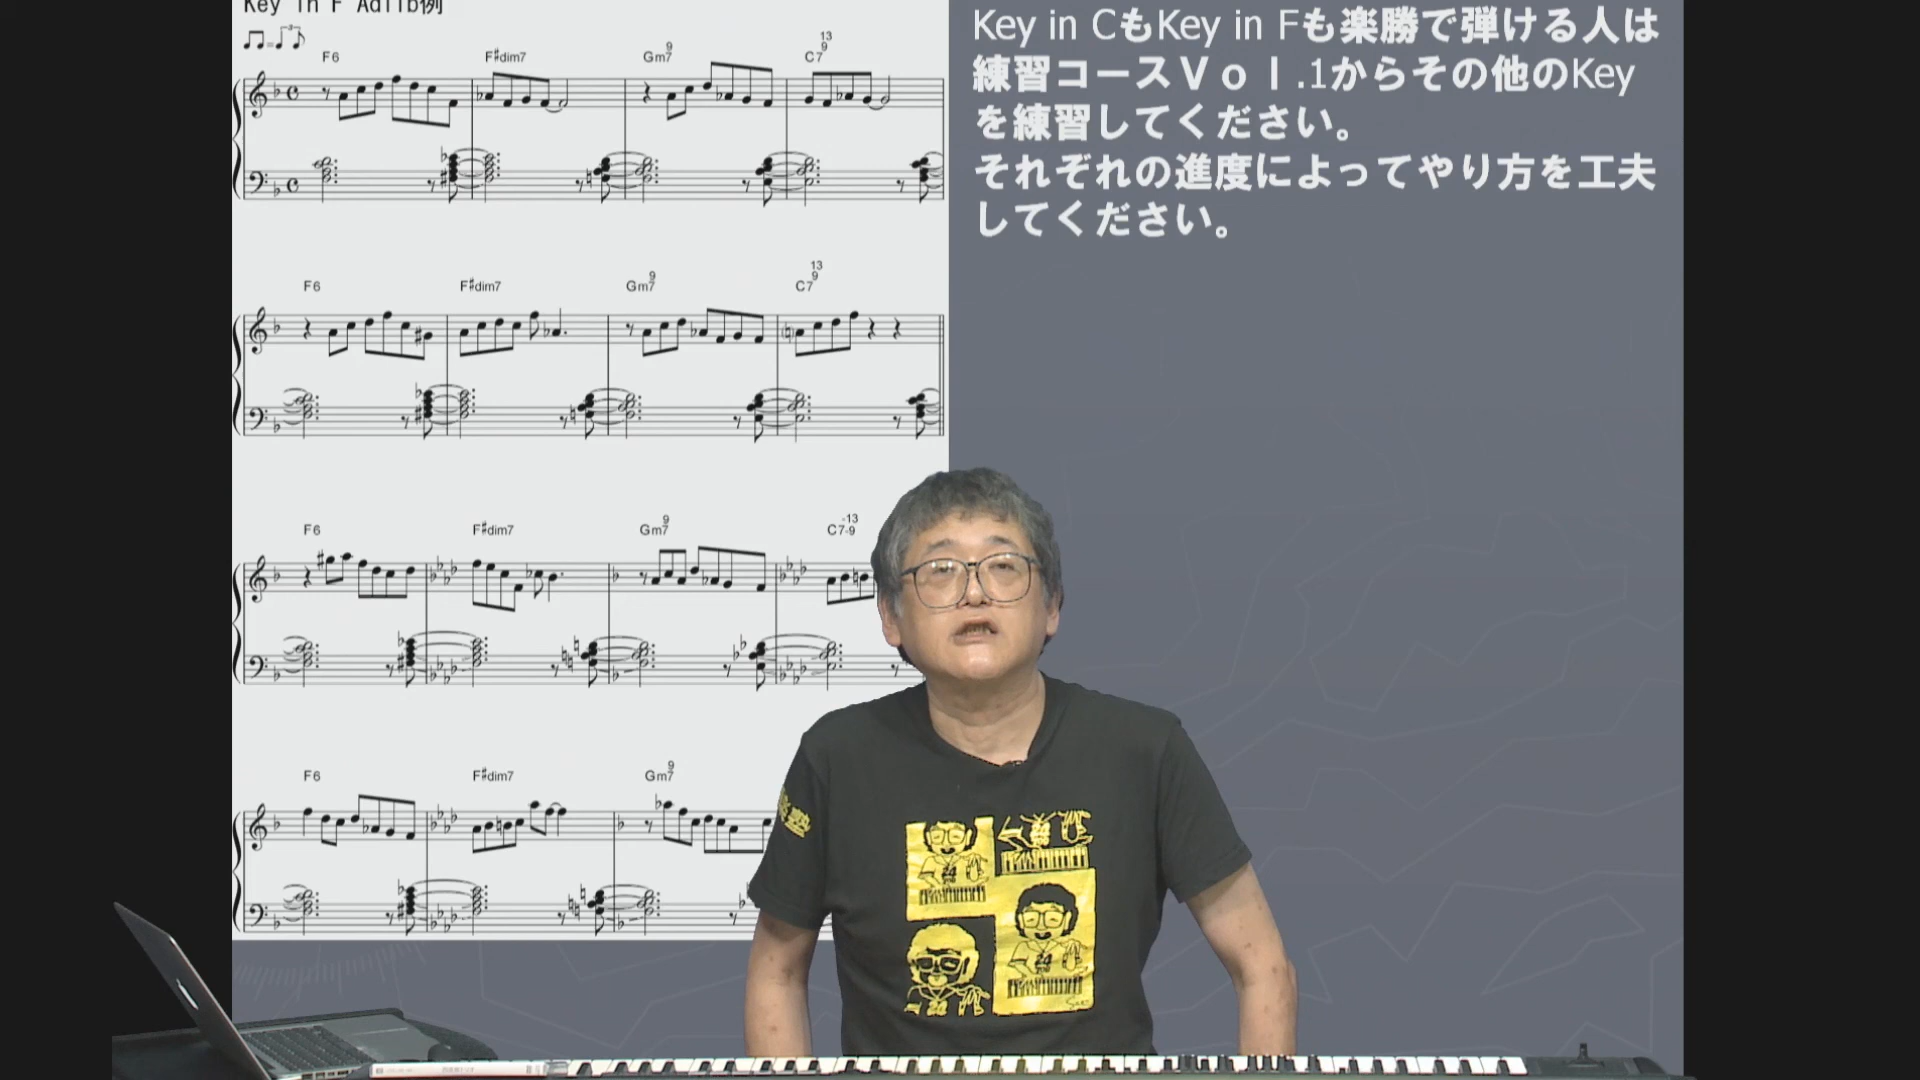 Key in F Adlib例
Key in CもKey in Fも楽勝で弾ける人は
練習コースＶｏｌ.1からその他のKey
を練習してください。
それぞれの進度によってやり方を工夫
してください。
F6 F♯dim7 Gm7 9 C7 9 13
F6 F♯dim7 Gm7 9 C7 9 13
F6 F♯dim7 Gm7 9 C7-9 -13
F6 F♯dim7 Gm7 9
塾